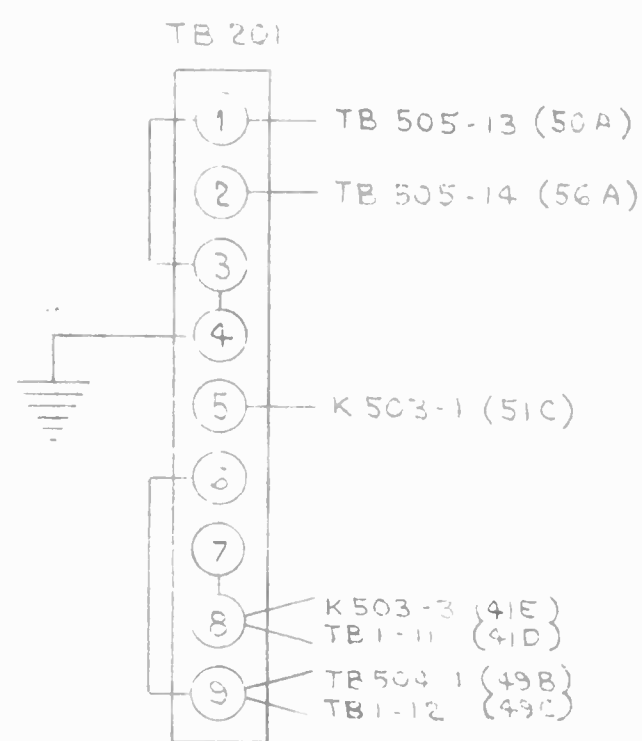 TB 201
1 TB 505-13 (50A)
2 TB 505-14 (56A)
3
4
5 K 503-1 (51C)
6
7
8 K 503-3 (41E)
TB 1-11 (41D)
9 TB 504-1 (49B)
TB 1-12 (49C)